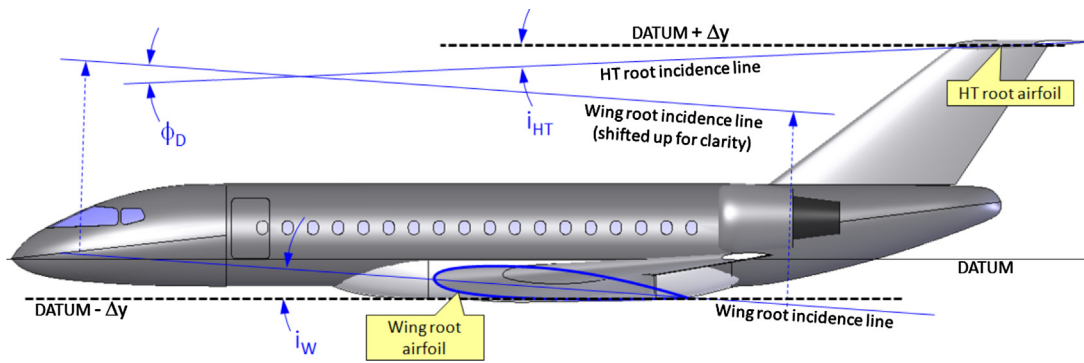 DATUM + Δy
HT root incidence line
HT root airfoil
Wing root incidence line
(shifted up for clarity)
iHT
ϕD
DATUM
DATUM - Δy
iW
Wing root
airfoil
Wing root incidence line